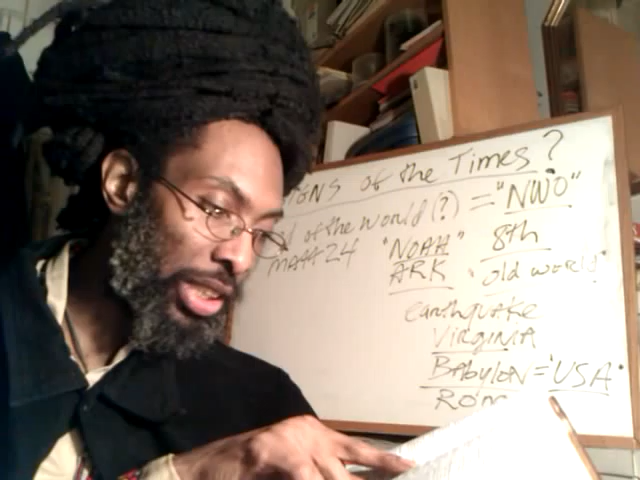 of the Times?
of the World(?) = "NWO"
Matt 24 "NOAH" 8th
ARK "old world"
earthquake
Virginia
Babylon = "USA"
Rom